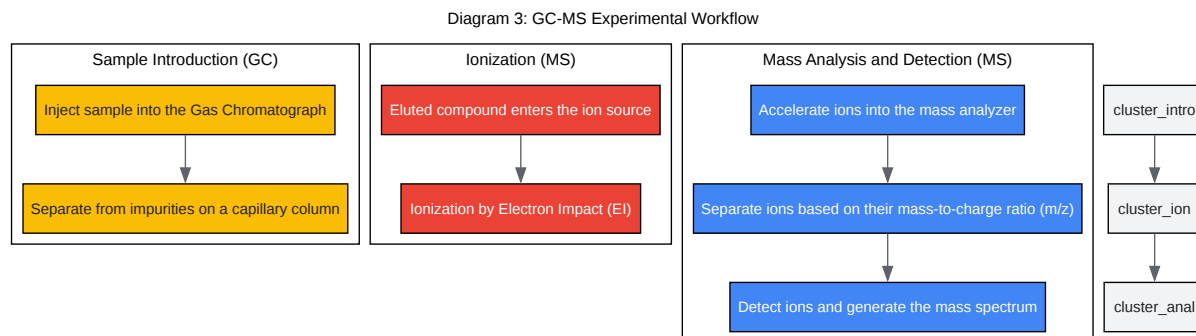 Diagram 3: GC-MS Experimental Workflow
Sample Introduction (GC)
Inject sample into the Gas Chromatograph
Separate from impurities on a capillary column
Ionization (MS)
Eluted compound enters the ion source
Ionization by Electron Impact (EI)
Mass Analysis and Detection (MS)
Accelerate ions into the mass analyzer
Separate ions based on their mass-to-charge ratio (m/z)
Detect ions and generate the mass spectrum
cluster_intro
cluster_ion
cluster_anal